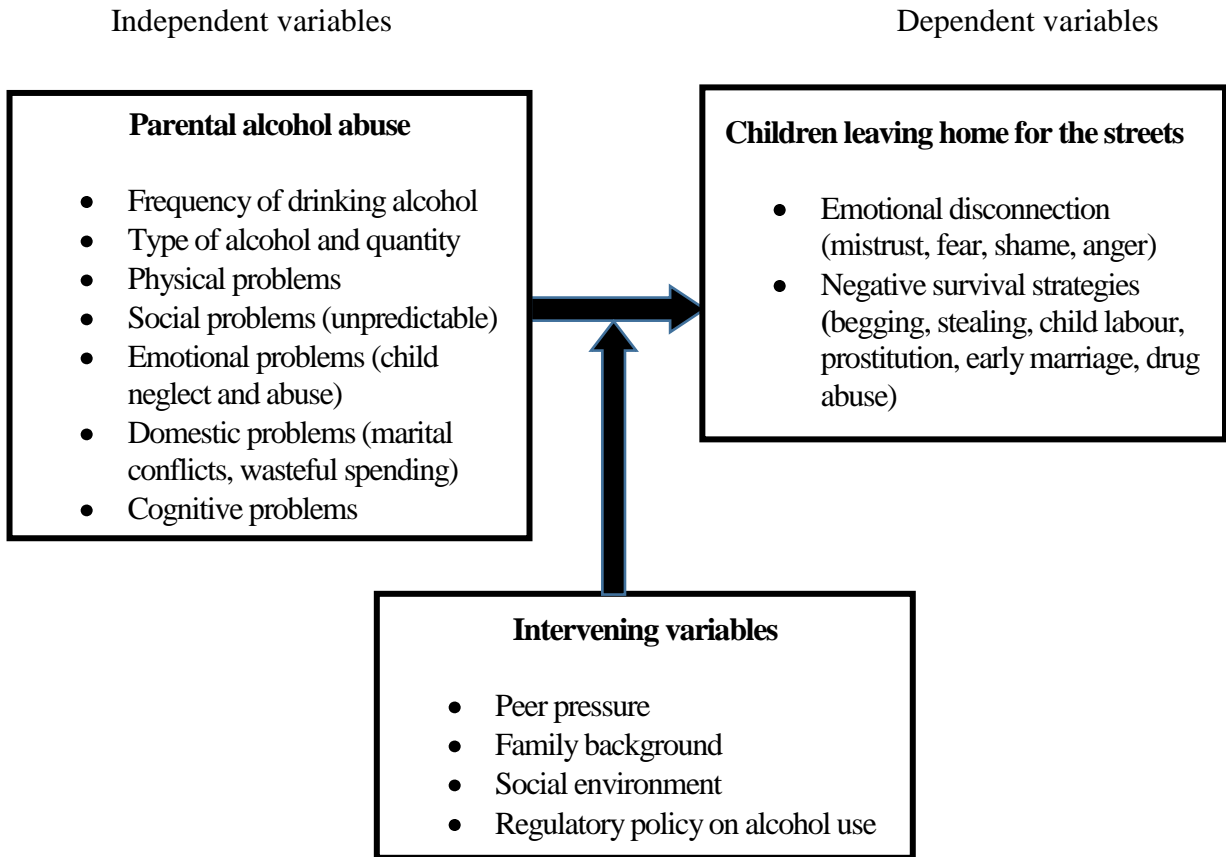 Independent variables
Dependent variables
Parental alcohol abuse
• Frequency of drinking alcohol
• Type of alcohol and quantity
• Physical problems
• Social problems (unpredictable)
• Emotional problems (child
neglect and abuse)
• Domestic problems (marital
conflicts, wasteful spending)
• Cognitive problems
Children leaving home for the streets
• Emotional disconnection
(mistrust, fear, shame, anger)
• Negative survival strategies
(begging, stealing, child labour,
prostitution, early marriage, drug
abuse)
Intervening variables
• Peer pressure
• Family background
• Social environment
• Regulatory policy on alcohol use